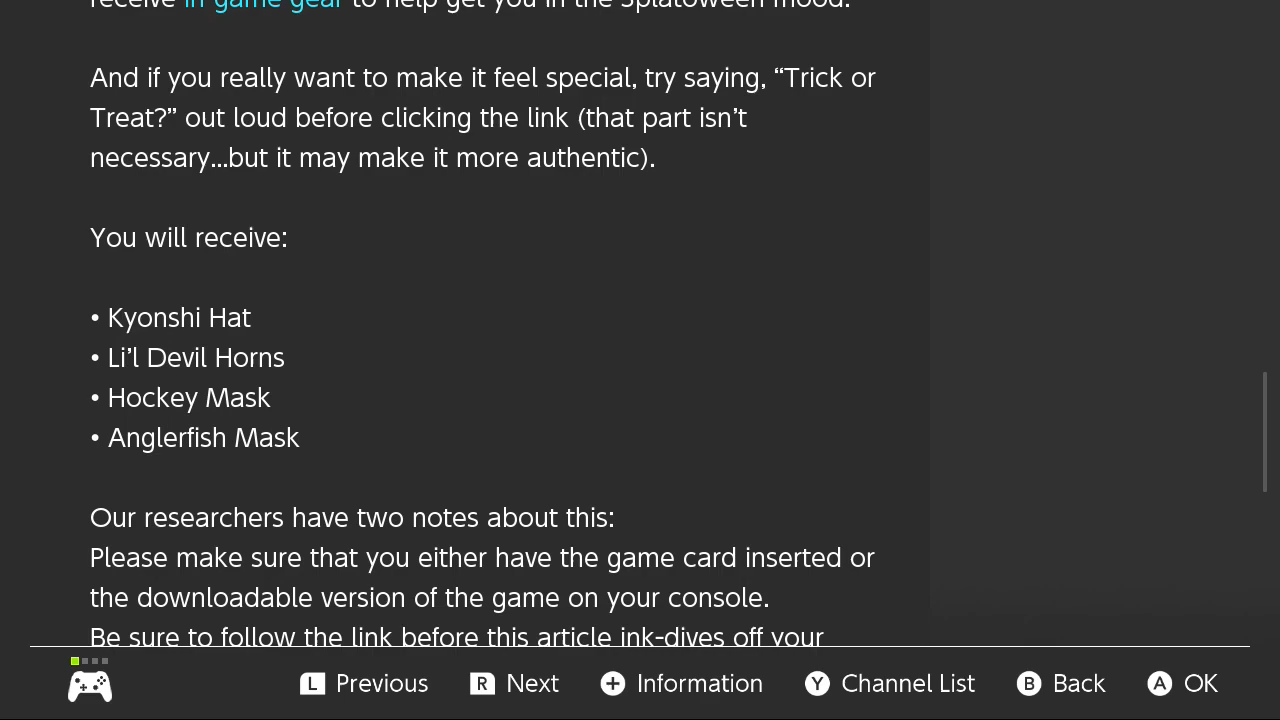 receive in-game gear to help get you in the Splatoween mood.
And if you really want to make it feel special, try saying, “Trick or
Treat?” out loud before clicking the link (that part isn’t
necessary...but it may make it more authentic).
You will receive:
• Kyonshi Hat
• Li’l Devil Horns
• Hockey Mask
• Anglerfish Mask
Our researchers have two notes about this:
Please make sure that you either have the game card inserted or
the downloadable version of the game on your console.
Be sure to follow the link before this article ink-dives off your
L Previous R Next + Information Y Channel List B Back A OK